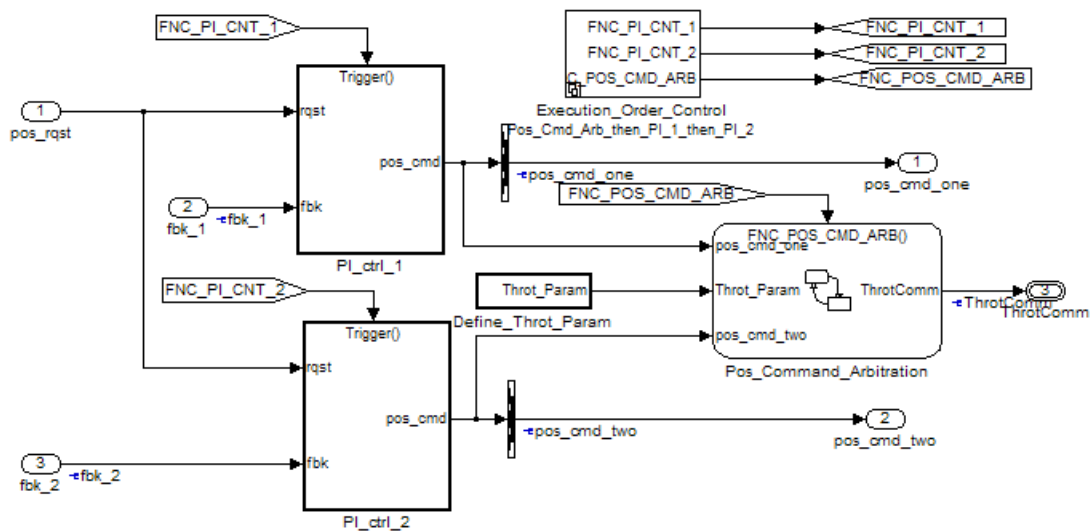 FNC_PI_CNT_1
FNC_PI_CNT_1
FNC_PI_CNT_1
FNC_PI_CNT_2
FNC_PI_CNT_2
C_POS_CMD_ARB
FNC_POS_CMD_ARB
Execution_Order_Control
Pos_Cmd_Arb_then_PI_1_then_PI_2
Trigger()
1
pos_rqst
rqst
pos_cmd
pos_cmd_one
1
pos_cmd_one
2
fbk_1
fbk_1
fbk
PI_ctrl_1
FNC_POS_CMD_ARB
FNC_POS_CMD_ARB()
pos_cmd_one
Throt_Param
Define_Throt_Param
Throt_Param
ThrotComm
pos_cmd_two
Pos_Command_Arbitration
ThrotComm
3
ThrotComm
FNC_PI_CNT_2
Trigger()
rqst
pos_cmd
pos_cmd_two
2
pos_cmd_two
3
fbk_2
fbk_2
fbk
PI_ctrl_2